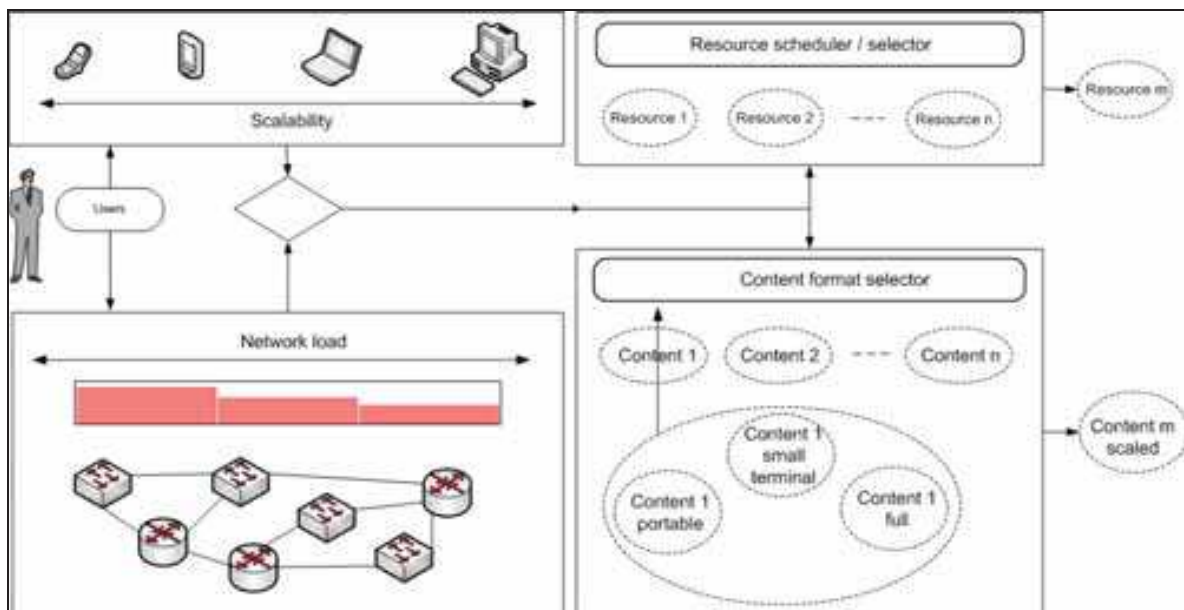 Scalability
Users
Network load
Resource scheduler / selector
Resource 1
Resource 2
Resource n
Resource m
Content format selector
Content 1
Content 2
Content n
Content 1
small
terminal
Content 1
portable
Content 1
full
Content m
scaled